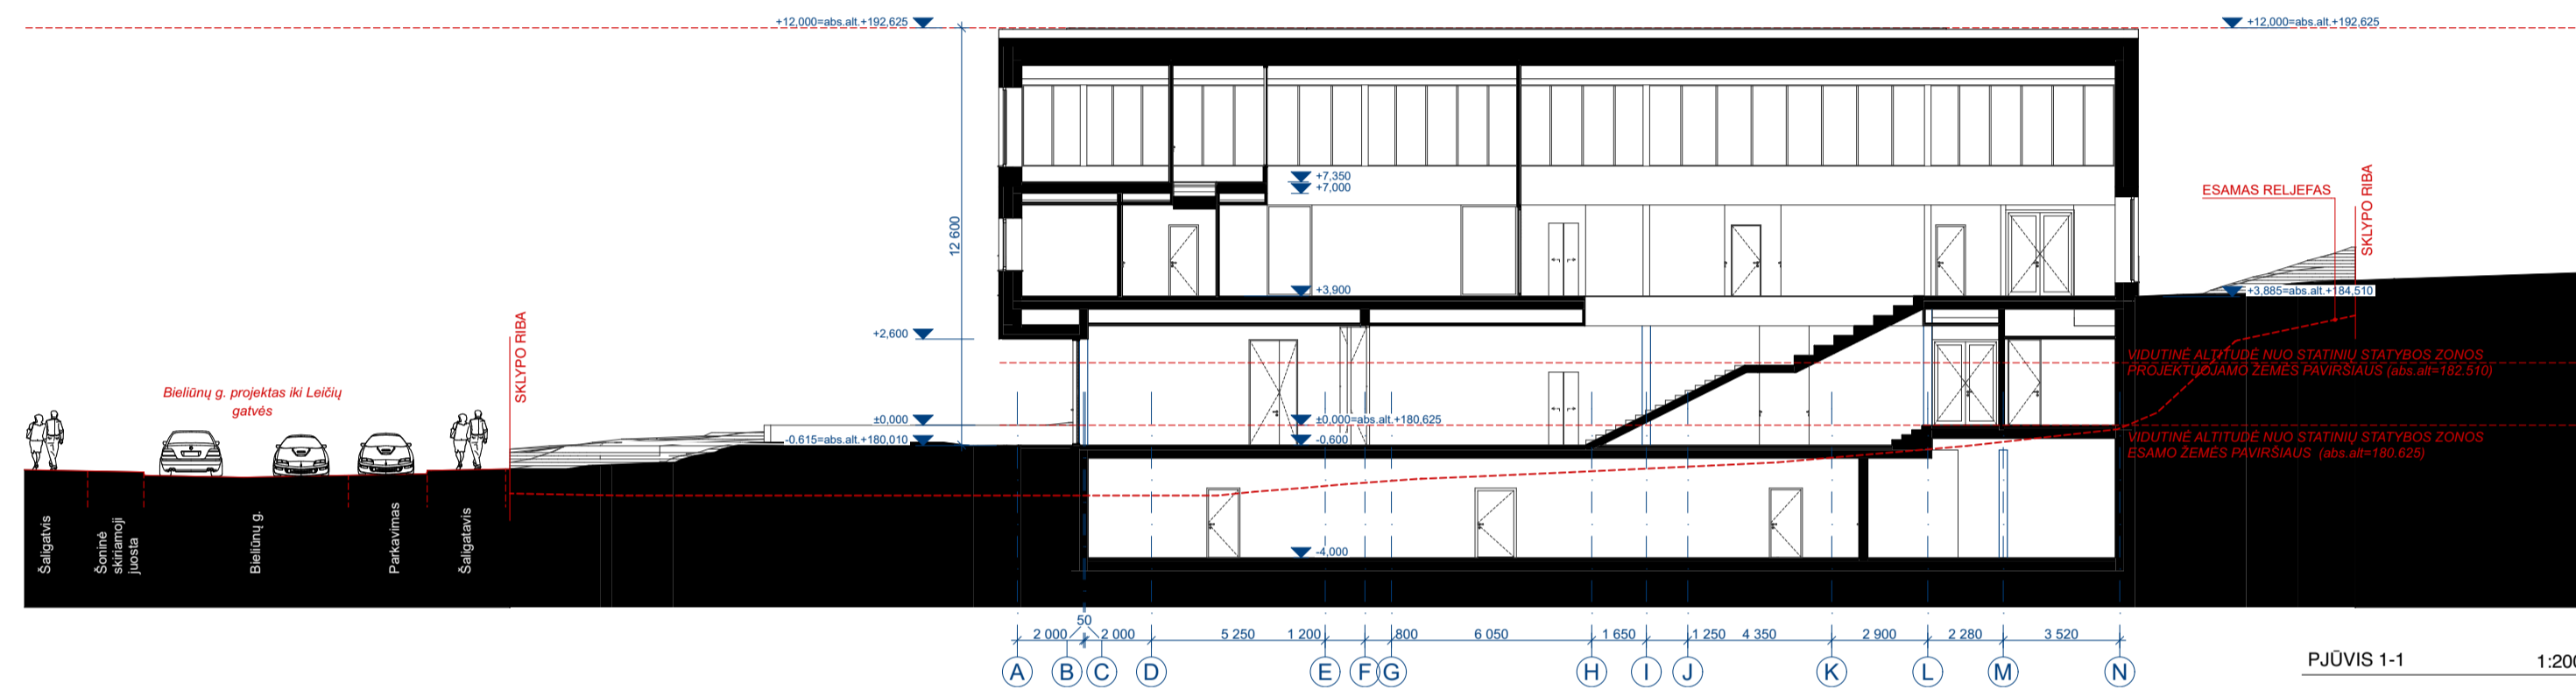 +12,000=abs.alt.+192,625
+12,000=abs.alt.+192,625
12 600
+7,350
+7,000
ESAMAS RELJEFAS
SKLYPO RIBA
+3,900
+3,885=abs.alt.+184,510
+2,600
SKLYPO RIBA
VIDUTINĖ ALTITUDĖ NUO STATINIŲ STATYBOS ZONOS
PROJEKTUOJAMO ŽEMĖS PAVIRŠIAUS (abs.alt=182.510)
Bieliūnų g. projektas iki Leičių
gatvės
±0,000
±0,000=abs.alt.+180,625
-0.615=abs.alt.+180,010
-0,600
VIDUTINĖ ALTITUDĖ NUO STATINIŲ STATYBOS ZONOS
ESAMO ŽEMĖS PAVIRŠIAUS (abs.alt=180.625)
Šaligatvis
Šoninė
skiriamoji
juosta
Bieliūnų g.
Parkavimas
Šaligatavis
-4,000
50
2 000 2 000 5 250 1 200 800 6 050 1 650 1 250 4 350 2 900 2 280 3 520
A B C D E F G H I J K L M N
PJŪVIS 1-1